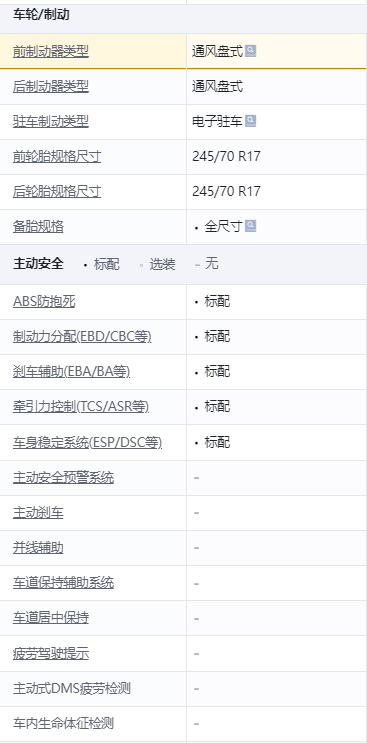 车轮/制动
前制动器类型 通风盘式
后制动器类型 通风盘式
驻车制动类型 电子驻车
前轮胎规格尺寸 245/70 R17
后轮胎规格尺寸 245/70 R17
备胎规格 • 全尺寸
主动安全 • 标配 ◦ 选装 - 无
ABS防抱死 • 标配
制动力分配(EBD/CBC等) • 标配
刹车辅助(EBA/BA等) • 标配
牵引力控制(TCS/ASR等) • 标配
车身稳定系统(ESP/DSC等) • 标配
主动安全预警系统 -
主动刹车 -
并线辅助 -
车道保持辅助系统 -
车道居中保持 -
疲劳驾驶提示 -
主动式DMS疲劳检测 -
车内生命体征检测 -